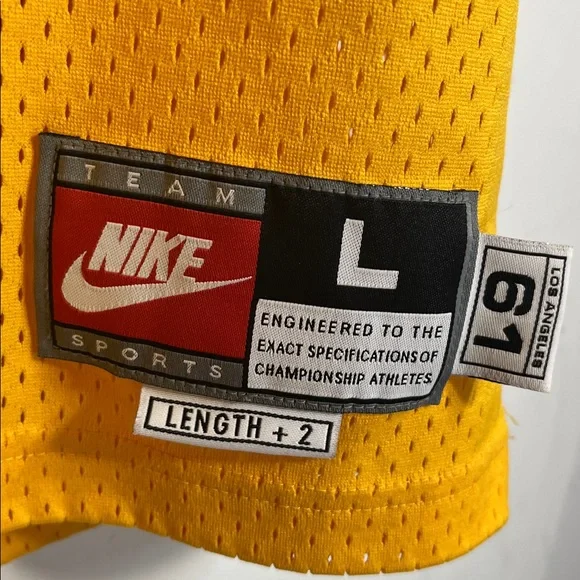 TEAM
NIKE
SPORTS
L
ENGINEERED TO THE
EXACT SPECIFICATIONS OF
CHAMPIONSHIP ATHLETES.
LENGTH + 2
61
LOS ANGELES